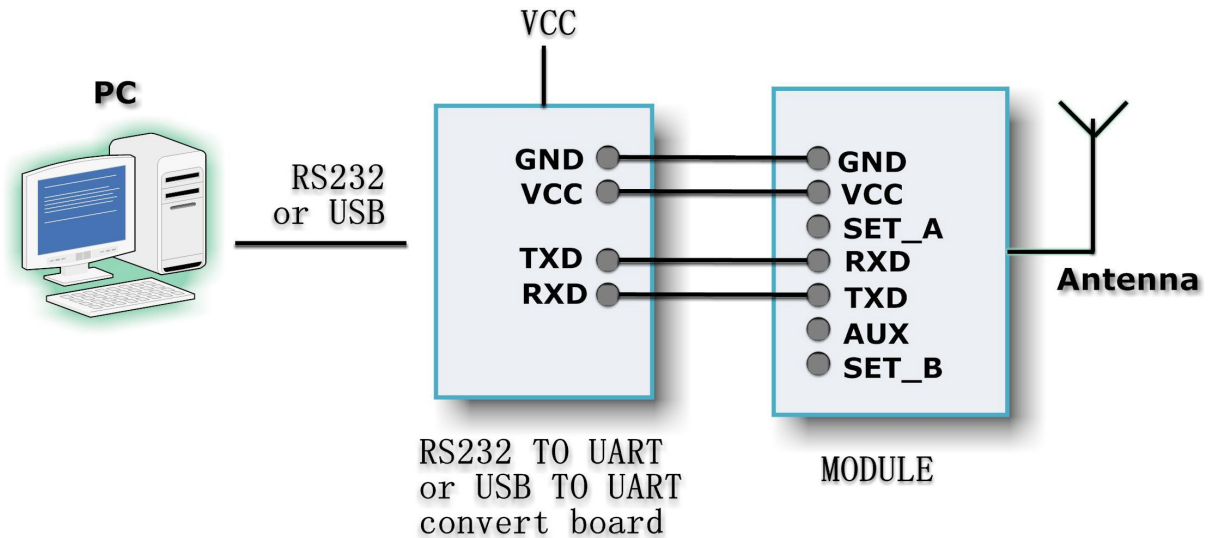 VCC
PC
RS232
or USB
GND
VCC
TXD
RXD
GND
VCC
SET_A
RXD
TXD
AUX
SET_B
Antenna
RS232 TO UART
or USB TO UART
convert board
MODULE